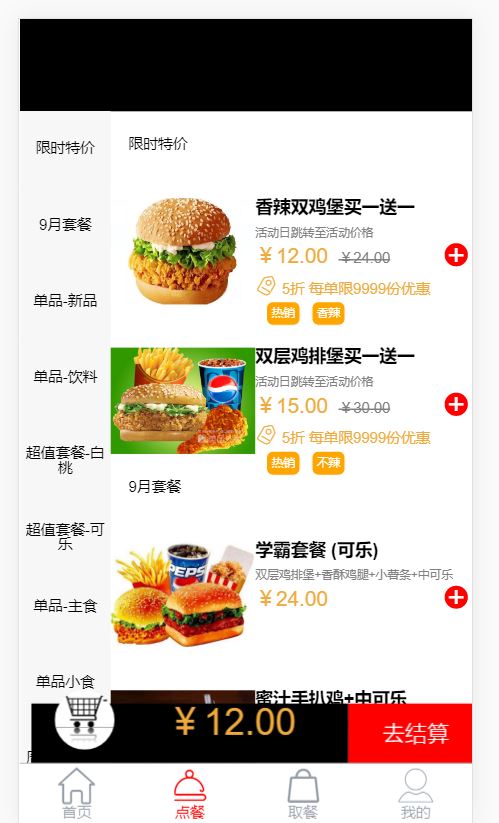 限时特价
9月套餐
单品-新品
单品-饮料
超值套餐-白
桃
超值套餐-可
乐
单品-主食
单品小食
限时特价
香辣双鸡堡买一送一
活动日跳转至活动价格
￥12.00 ￥24.00
5折 每单限9999份优惠
热销 香辣
双层鸡排堡买一送一
活动日跳转至活动价格
￥15.00 ￥30.00
5折 每单限9999份优惠
热销 不辣
9月套餐
PEPSI
学霸套餐 (可乐)
双层鸡排堡+香酥鸡腿+小薯条+中可乐
￥24.00
蜜汁手扒鸡+中可乐
￥12.00
去结算
首页
点餐
取餐
我的